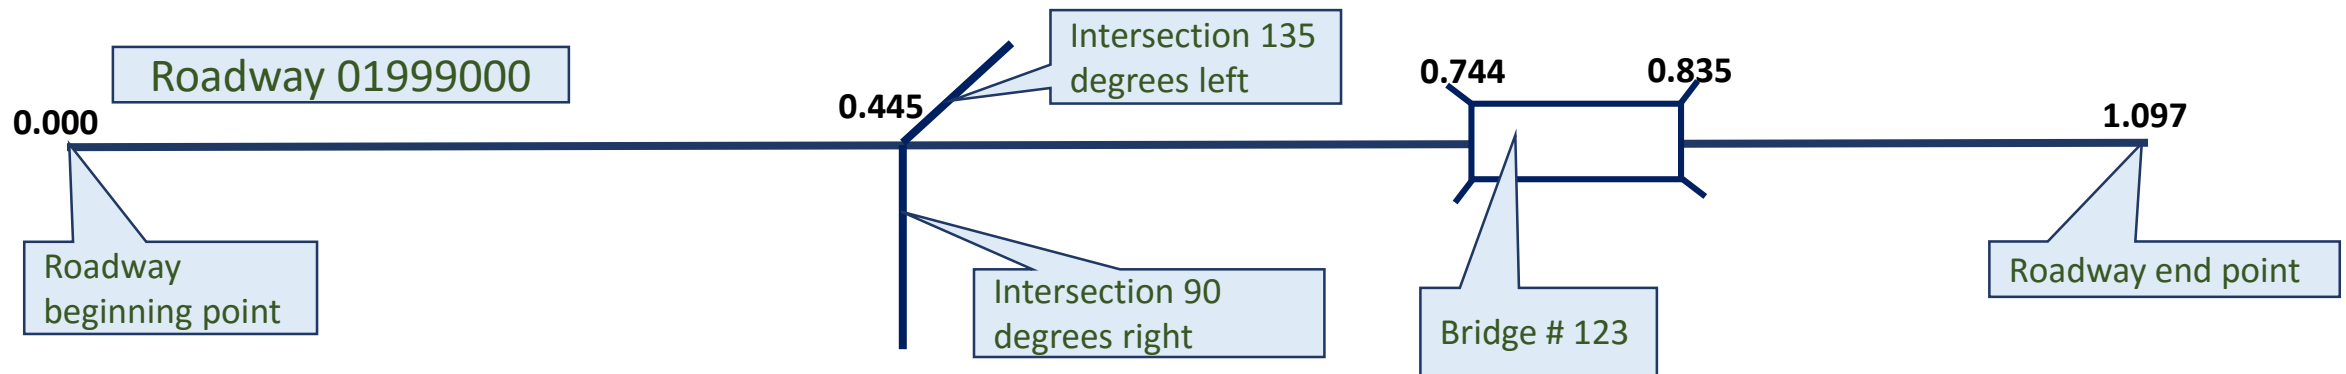 Roadway 01999000
0.000
0.445
Intersection 135
degrees left
0.744
0.835
1.097
Roadway
beginning point
Intersection 90
degrees right
Bridge # 123
Roadway end point